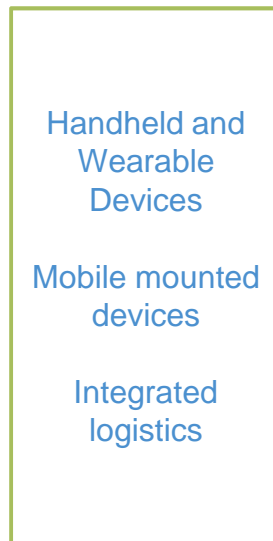 Handheld and
Wearable
Devices
Mobile mounted
devices
Integrated
logistics